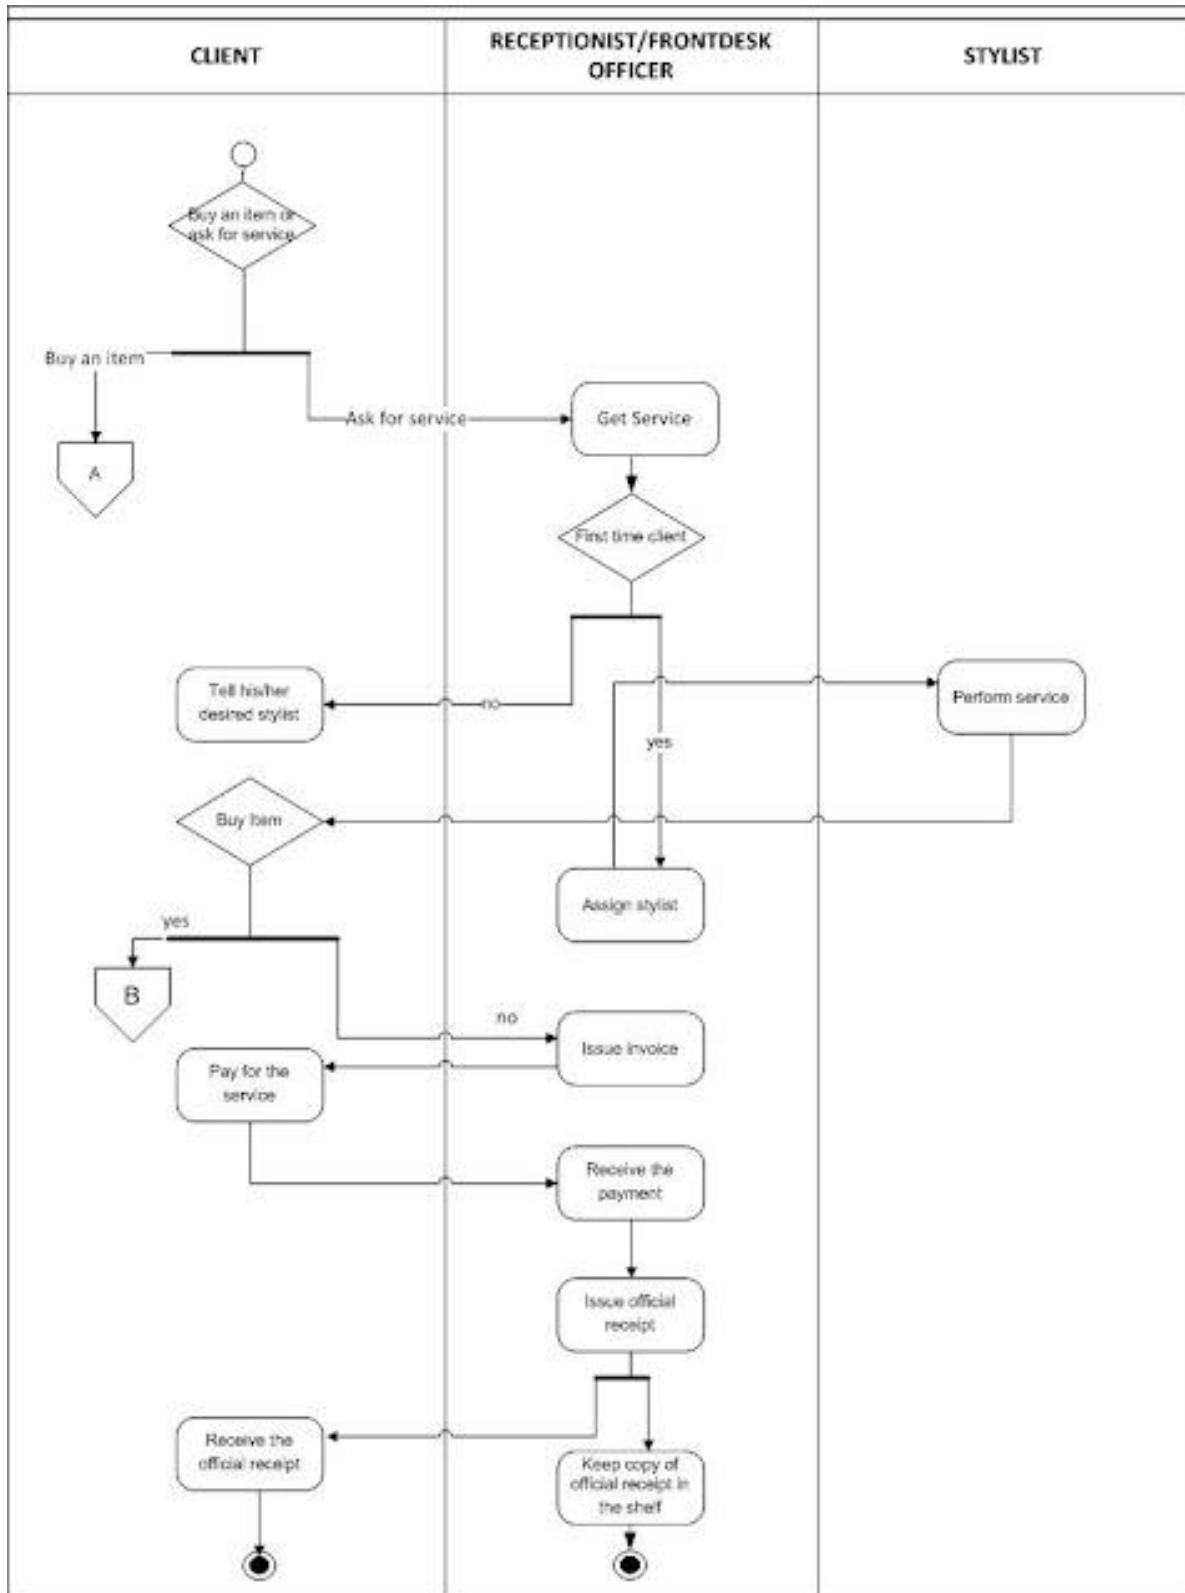 CLIENT
RECEPTIONIST/FRONTDESK
OFFICER
STYLIST
Buy an item or
ask for service
Buy an item
Ask for service
Get Service
A
First time client
Tell his/her
desired stylist
no
yes
Perform service
Buy Item
Assign stylist
yes
B
no
Issue invoice
Pay for the
service
Receive the
payment
Issue official
receipt
Receive the
official receipt
Keep copy of
official receipt in
the shelf